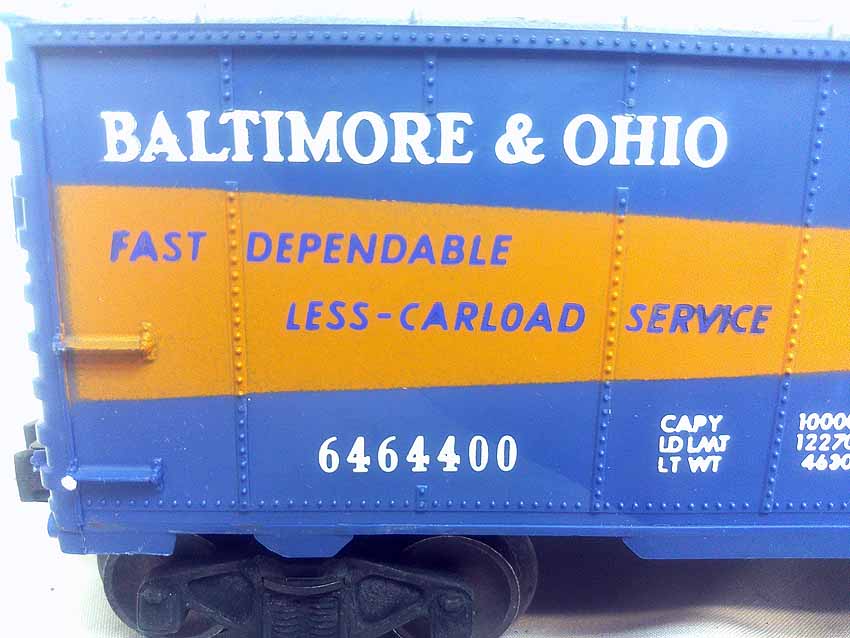 BALTIMORE & OHIO
FAST DEPENDABLE
LESS-CARLOAD SERVICE
6464400
CAPY
LD LMT
LT WT